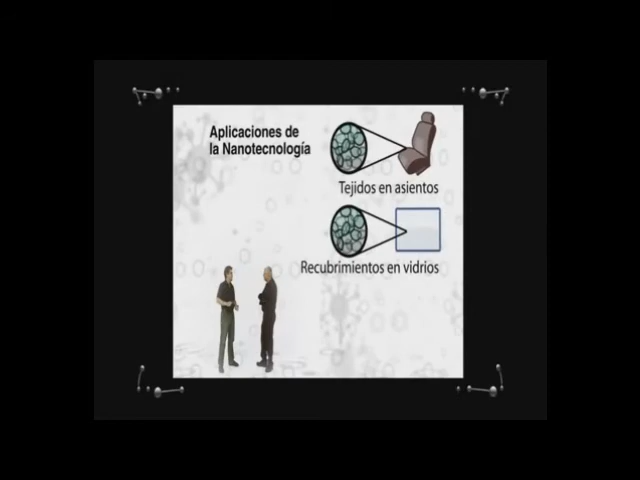 Aplicaciones de
la Nanotecnología
Tejidos en asientos
Recubrimientos en vidrios